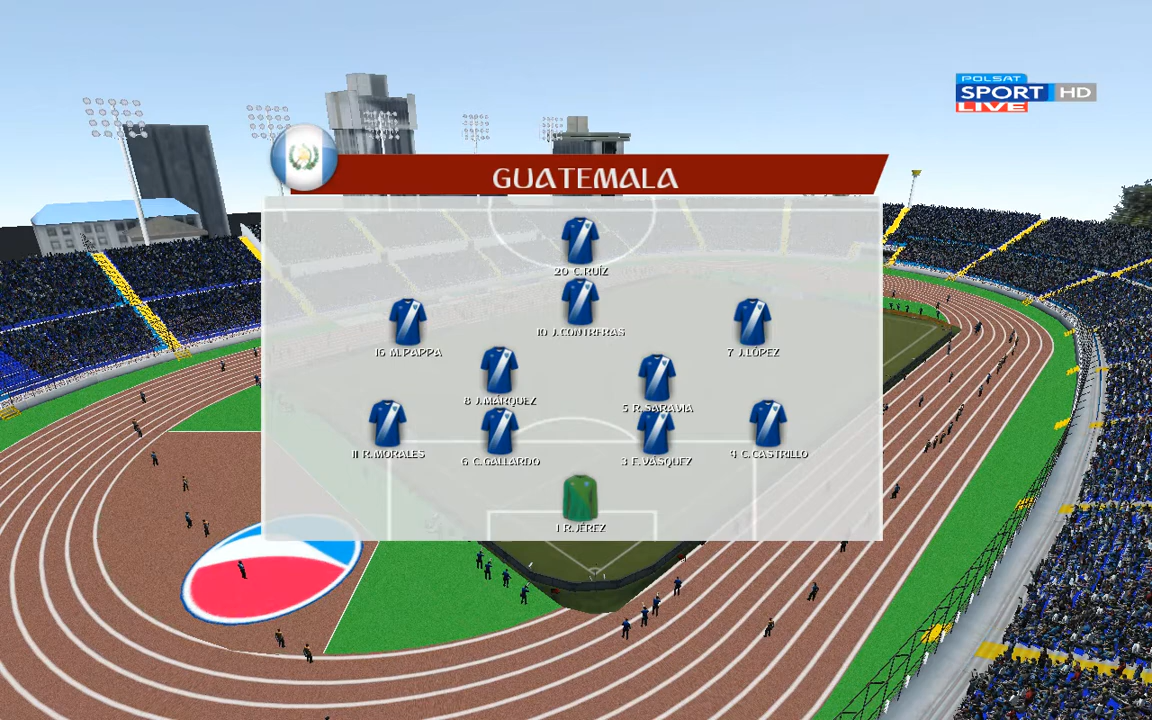 POLSAT
SPORT HD
LIVE
GUATEMALA
20 C.RUÍZ
10 J.CONTRERAS
16 M.PAPPA
7 J.LÓPEZ
8 J.MÁRQUEZ
5 R.SARAVIA
11 R.MORALES
6 C.GALLARDO
3 E.VÁSQUEZ
4 C.CASTRILLO
1 R.JÉREZ